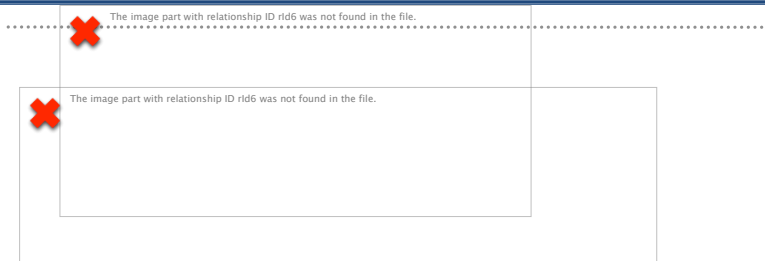 The image part with relationship ID rId6 was not found in the file.
The image part with relationship ID rId6 was not found in the file.